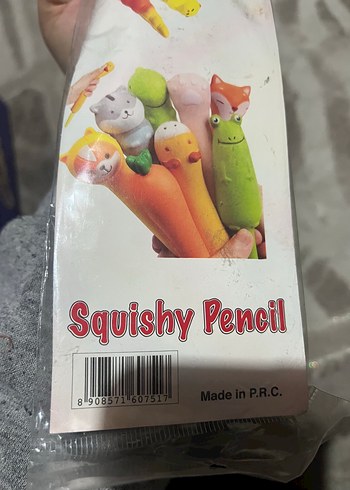 Squishy Pencil
8 908571 607517
Made in P.R.C.